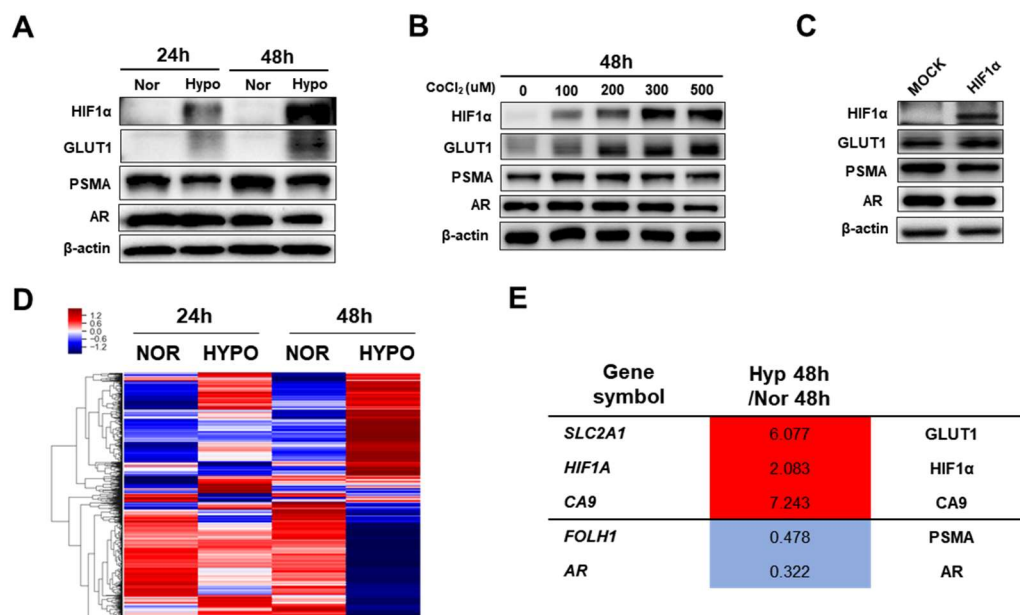 A
24h 48h
Nor Hypo Nor Hypo
HIF1α
GLUT1
PSMA
AR
β-actin
B
48h
CoCl2 (uM) 0 100 200 300 500
HIF1α
GLUT1
PSMA
AR
β-actin
C
MOCK HIF1α
HIF1α
GLUT1
PSMA
AR
β-actin
D
1.2
0.6
0.0
−0.6
−1.2
24h 48h
NOR HYPO NOR HYPO
E
Gene symbol Hyp 48h /Nor 48h
SLC2A1 6.077 GLUT1
HIF1A 2.083 HIF1α
CA9 7.243 CA9
FOLH1 0.478 PSMA
AR 0.322 AR